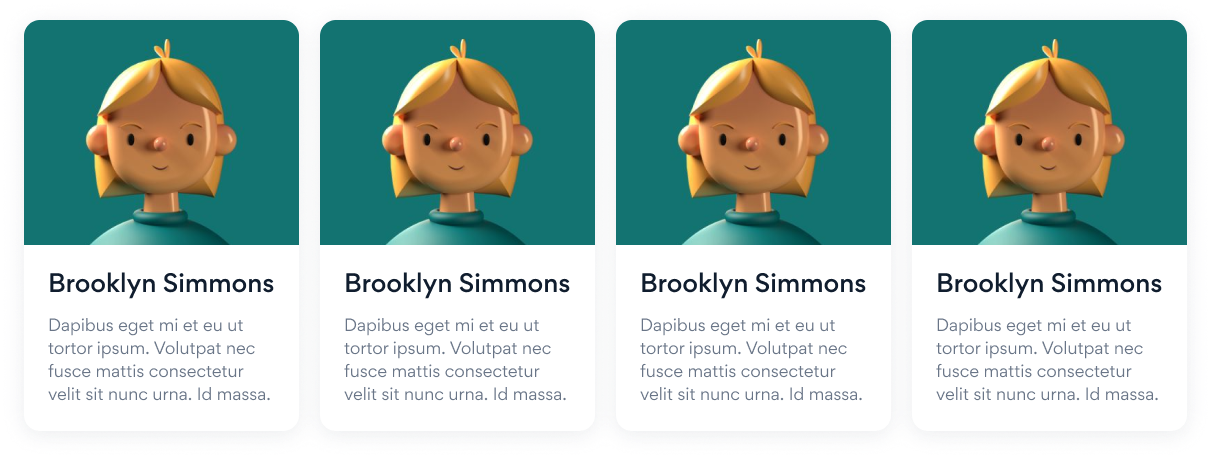 Brooklyn Simmons
Dapibus eget mi et eu ut
tortor ipsum. Volutpat nec
fusce mattis consectetur
velit sit nunc urna. Id massa.
Brooklyn Simmons
Dapibus eget mi et eu ut
tortor ipsum. Volutpat nec
fusce mattis consectetur
velit sit nunc urna. Id massa.
Brooklyn Simmons
Dapibus eget mi et eu ut
tortor ipsum. Volutpat nec
fusce mattis consectetur
velit sit nunc urna. Id massa.
Brooklyn Simmons
Dapibus eget mi et eu ut
tortor ipsum. Volutpat nec
fusce mattis consectetur
velit sit nunc urna. Id massa.